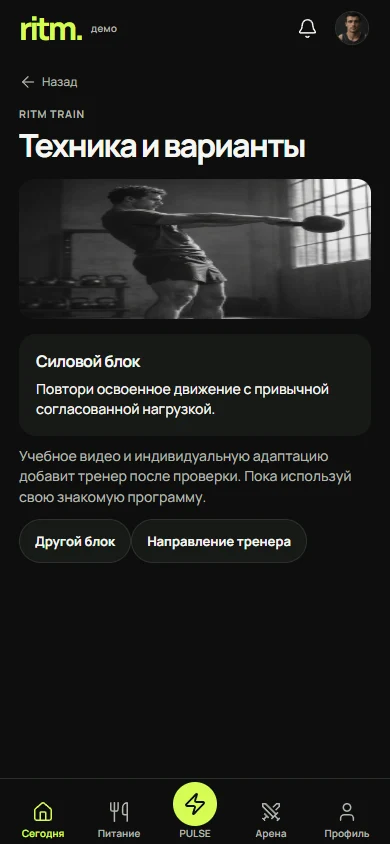 ritm. демо
Назад
RITM TRAIN
Техника и варианты
Силовой блок
Повтори освоенное движение с привычной
согласованной нагрузкой.
Учебное видео и индивидуальную адаптацию
добавит тренер после проверки. Пока используй
свою знакомую программу.
Другой блок Направление тренера
Сегодня Питание PULSE Арена Профиль